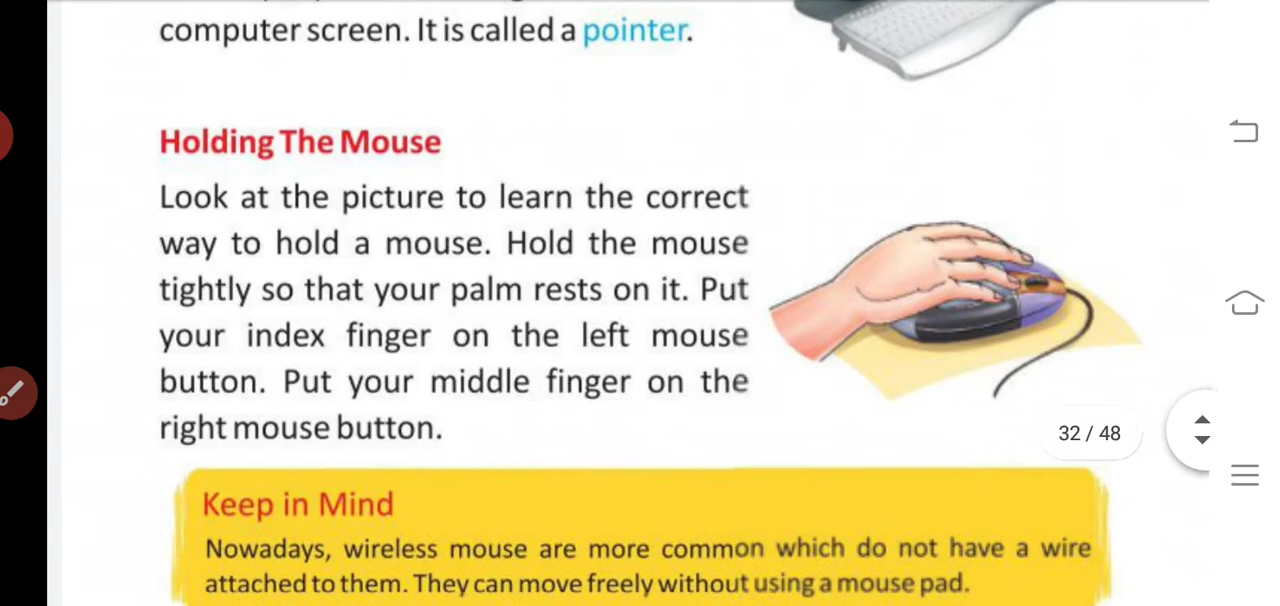 computer screen. It is called a pointer.
Holding The Mouse
Look at the picture to learn the correct
way to hold a mouse. Hold the mouse
tightly so that your palm rests on it. Put
your index finger on the left mouse
button. Put your middle finger on the
right mouse button.
32 / 48
Keep in Mind
Nowadays, wireless mouse are more common which do not have a wire
attached to them. They can move freely without using a mouse pad.